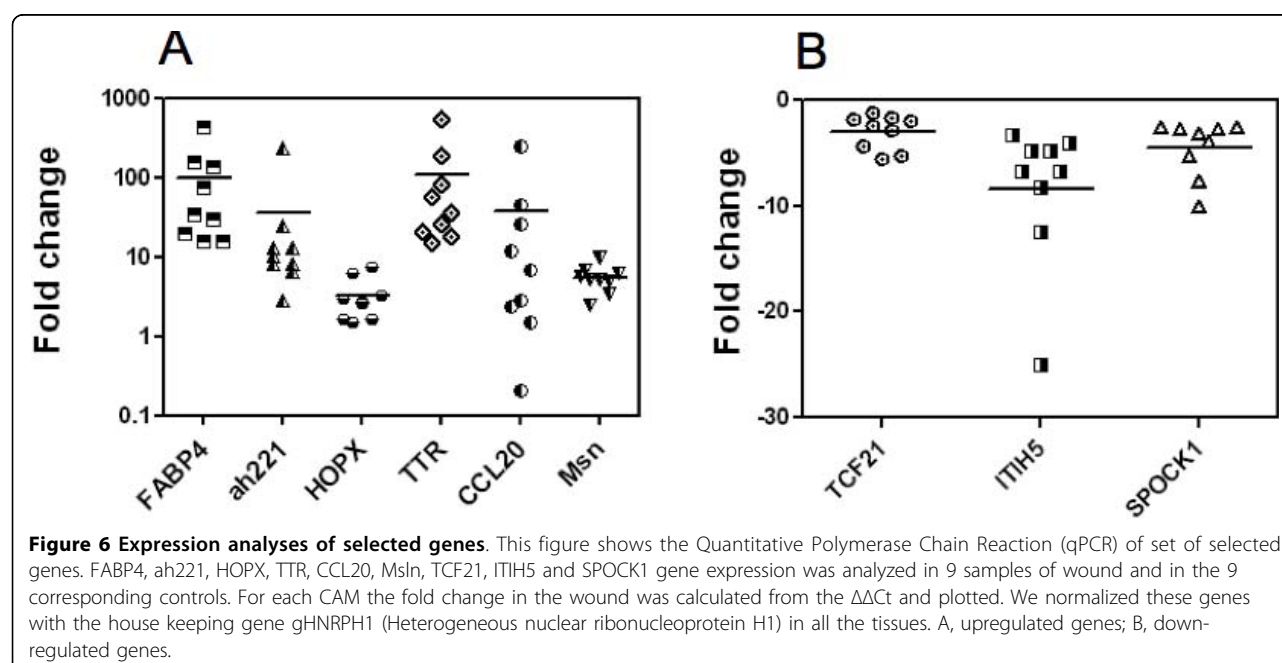 A
B
Fold change
1000
100
10
1
0.1
FABP4
ah221
HOPX
TTR
CCL20
Msn
Fold change
0
-10
-20
-30
TCF21
ITIH5
SPOCK1
Figure 6 Expression analyses of selected genes. This figure shows the Quantitative Polymerase Chain Reaction (qPCR) of set of selected
genes. FABP4, ah221, HOPX, TTR, CCL20, Msln, TCF21, ITIH5 and SPOCK1 gene expression was analyzed in 9 samples of wound and in the 9
corresponding controls. For each CAM the fold change in the wound was calculated from the ΔΔCt and plotted. We normalized these genes
with the house keeping gene gHNRPH1 (Heterogeneous nuclear ribonucleoprotein H1) in all the tissues. A, upregulated genes; B, down-
regulated genes.